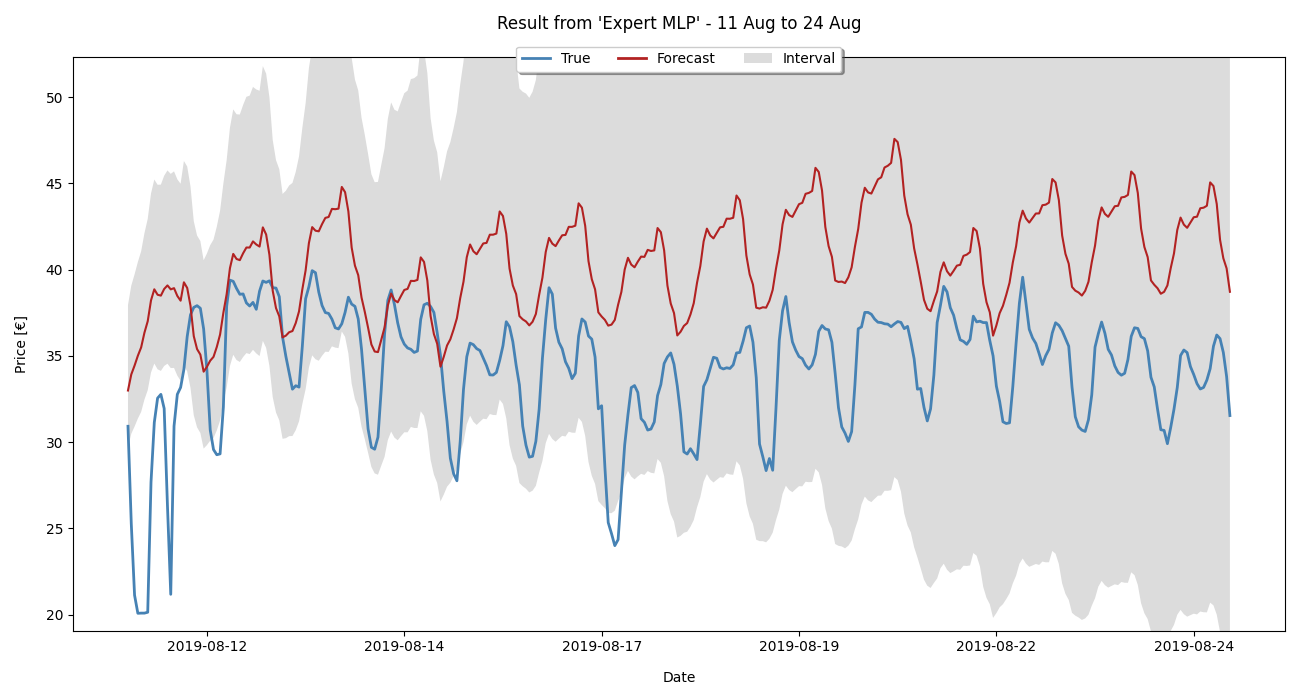 Result from 'Expert MLP' - 11 Aug to 24 Aug
True Forecast Interval
50
45
40
35
30
25
20
Price [€]
2019-08-12 2019-08-14 2019-08-17 2019-08-19 2019-08-22 2019-08-24
Date